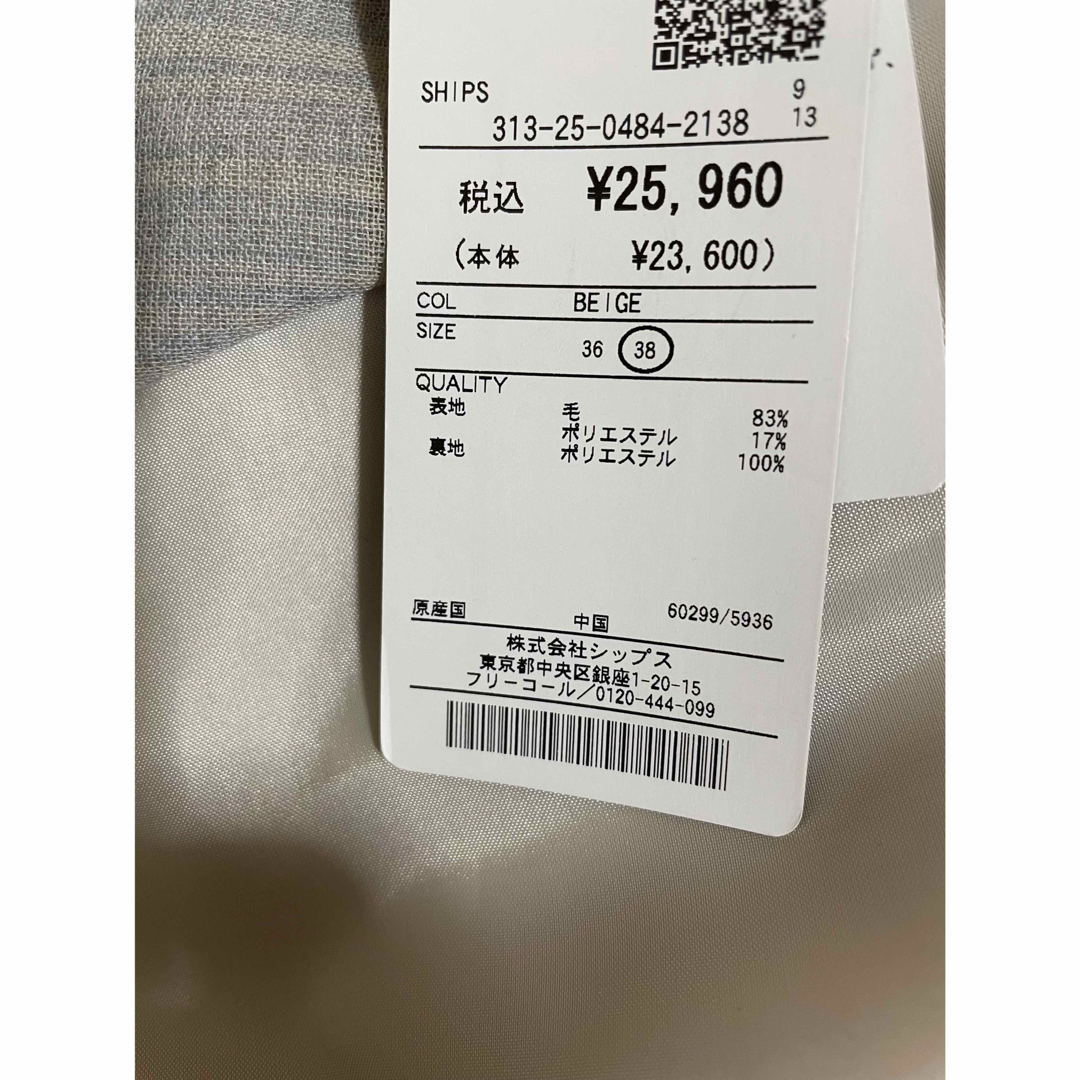 SHIPS 9
313-25-0484-2138 13
税込 ¥25,960
(本体 ¥23,600)
COL BEIGE
SIZE
36 38
QUALITY
表地 毛 83%
ポリエステル 17%
裏地 ポリエステル 100%
原産国 中国 60299/5936
株式会社シップス
東京都中央区銀座1-20-15
フリーコール/0120-444-099